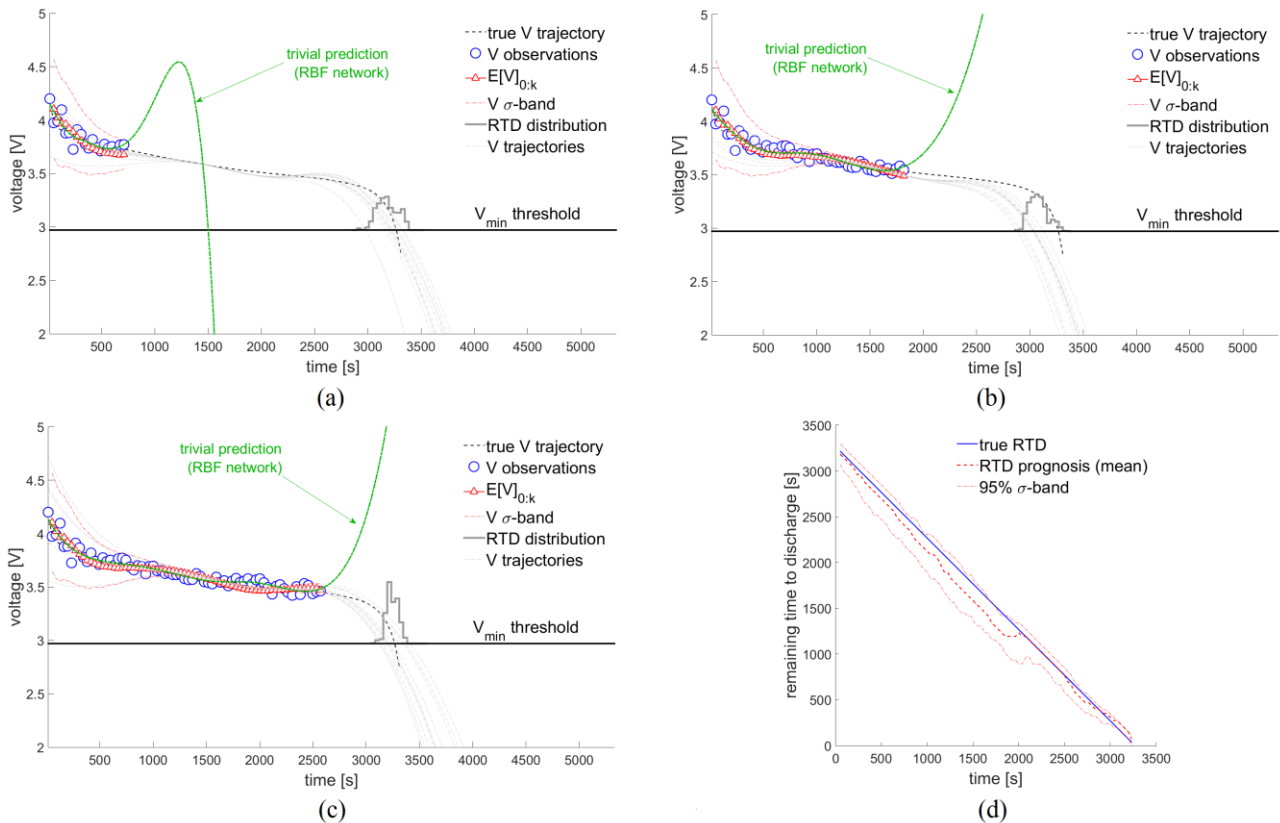 5
4.5
4
3.5
3
2.5
2
voltage [V]
500 1000 1500 2000 2500 3000 3500 4000 4500 5000
time [s]
trivial prediction
(RBF network)
true V trajectory
V observations
E[V]0:k
V σ-band
RTD distribution
V trajectories
Vmin threshold
(a)
5
4.5
4
3.5
3
2.5
2
voltage [V]
500 1000 1500 2000 2500 3000 3500 4000 4500 5000
time [s]
trivial prediction
(RBF network)
true V trajectory
V observations
E[V]0:k
V σ-band
RTD distribution
V trajectories
Vmin threshold
(b)
5
4.5
4
3.5
3
2.5
2
voltage [V]
500 1000 1500 2000 2500 3000 3500 4000 4500 5000
time [s]
trivial prediction
(RBF network)
true V trajectory
V observations
E[V]0:k
V σ-band
RTD distribution
V trajectories
Vmin threshold
(c)
3500
3000
2500
2000
1500
1000
500
0
remaining time to discharge [s]
0 500 1000 1500 2000 2500 3000 3500
time [s]
true RTD
RTD prognosis (mean)
95% σ-band
(d)